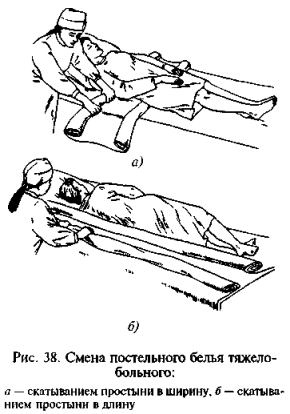 а)
б)
Рис. 38. Смена постельного белья тяжело-
больного:
а — скатыванием простыни в ширину, б — скатыва-
нием простыни в длину